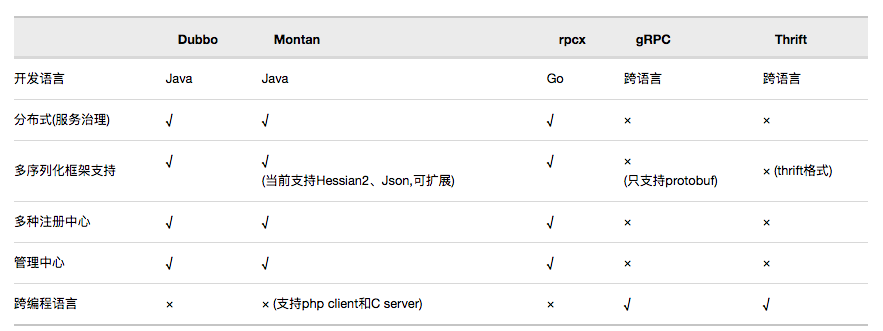 Dubbo Montan rpcx gRPC Thrift
开发语言 Java Java Go 跨语言 跨语言
分布式(服务治理) √ √ √ × ×
多序列化框架支持 √ √ (当前支持Hessian2、Json,可扩展) √ × (只支持protobuf) × (thrift格式)
多种注册中心 √ √ √ × ×
管理中心 √ √ √ × ×
跨编程语言 × × (支持php client和C server) × √ √